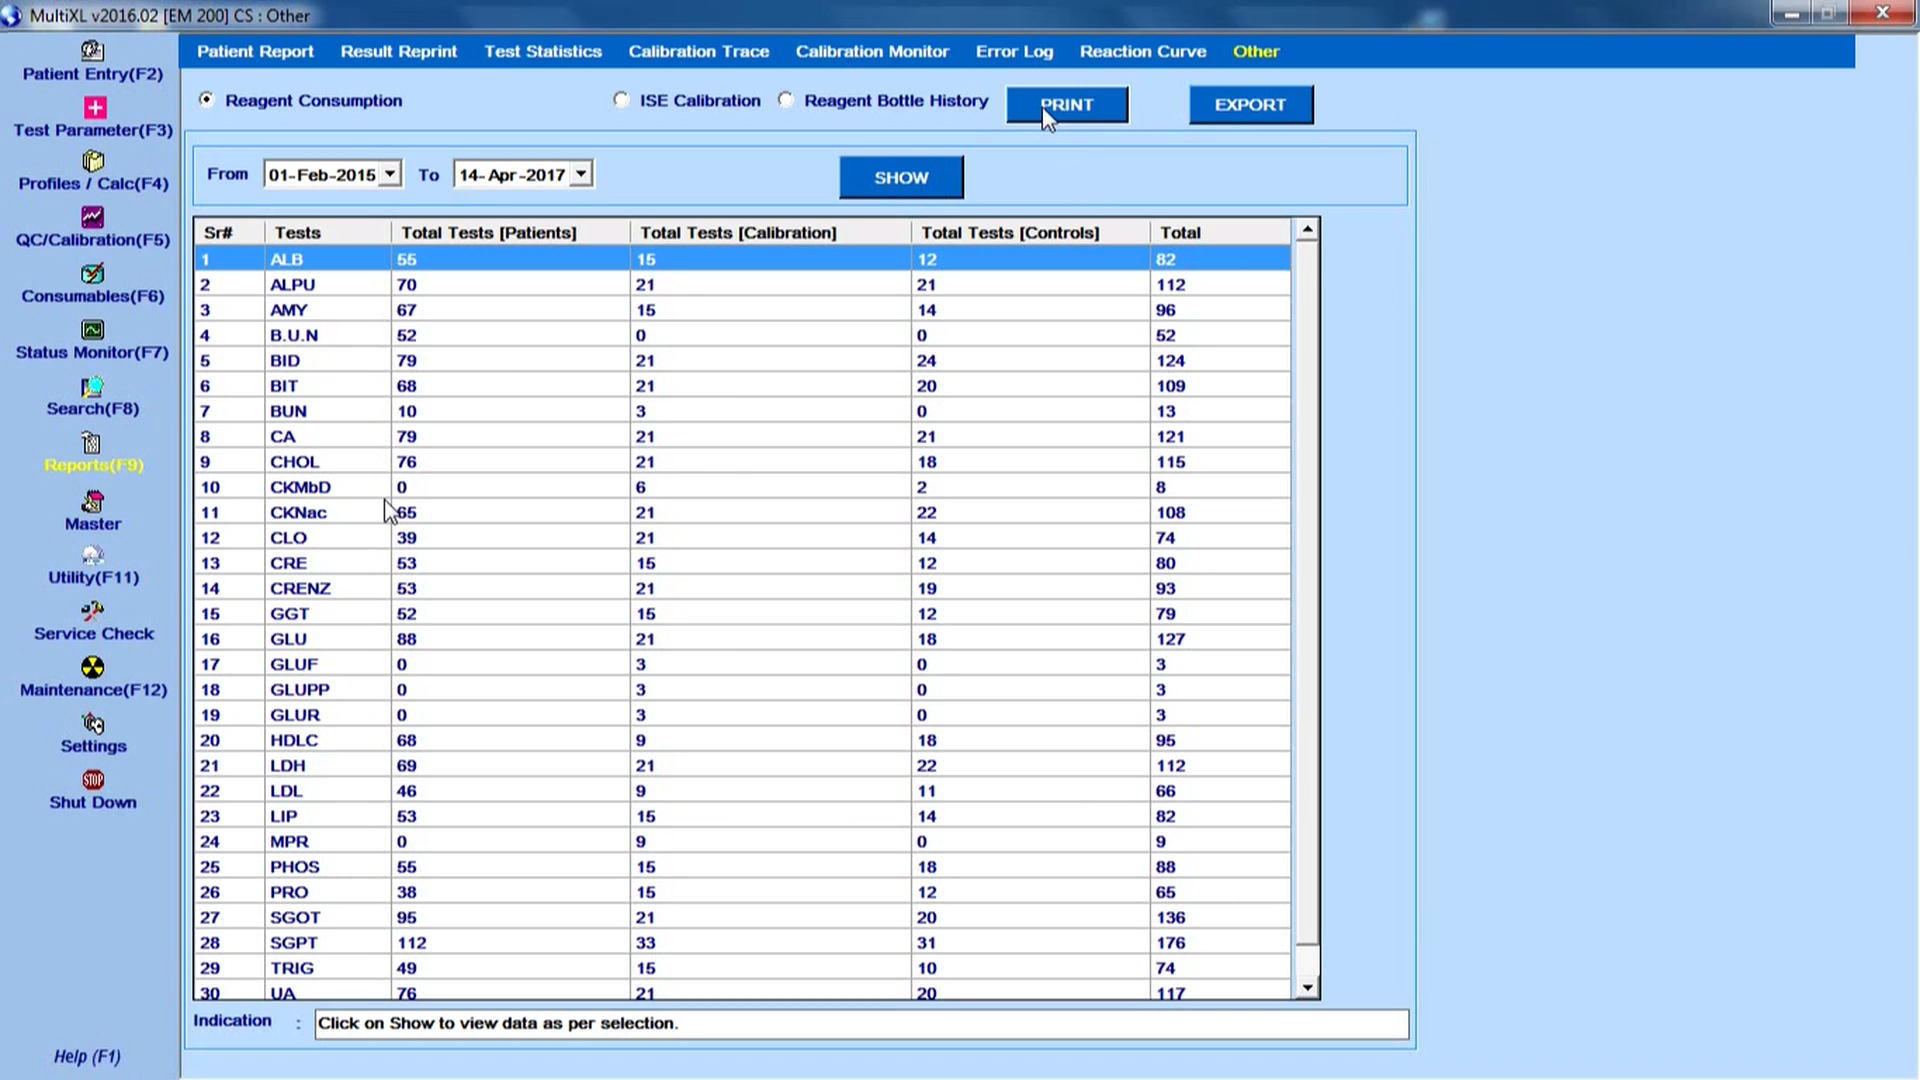 MultiXL v2016.02 [EM 200] CS : Other
Patient Entry(F2)
Test Parameter(F3)
Profiles / Calc(F4)
QC/Calibration(F5)
Consumables(F6)
Status Monitor(F7)
Search(F8)
Reports(F9)
Master
Utility(F11)
Service Check
Maintenance(F12)
Settings
STOP
Shut Down
Help (F1)
Patient Report Result Reprint Test Statistics Calibration Trace Calibration Monitor Error Log Reaction Curve Other
Reagent Consumption ISE Calibration Reagent Bottle History PRINT EXPORT
From 01-Feb-2015 To 14-Apr-2017 SHOW
Sr# Tests Total Tests [Patients] Total Tests [Calibration] Total Tests [Controls] Total
1 ALB 55 15 12 82
2 ALPU 70 21 21 112
3 AMY 67 15 14 96
4 B.U.N 52 0 0 52
5 BID 79 21 24 124
6 BIT 68 21 20 109
7 BUN 10 3 0 13
8 CA 79 21 21 121
9 CHOL 76 21 18 115
10 CKMbD 0 6 2 8
11 CKNac 65 21 22 108
12 CLO 39 21 14 74
13 CRE 53 15 12 80
14 CRENZ 53 21 19 93
15 GGT 52 15 12 79
16 GLU 88 21 18 127
17 GLUF 0 3 0 3
18 GLUPP 0 3 0 3
19 GLUR 0 3 0 3
20 HDLC 68 9 18 95
21 LDH 69 21 22 112
22 LDL 46 9 11 66
23 LIP 53 15 14 82
24 MPR 0 9 0 9
25 PHOS 55 15 18 88
26 PRO 38 15 12 65
27 SGOT 95 21 20 136
28 SGPT 112 33 31 176
29 TRIG 49 15 10 74
30 UA 76 21 20 117
Indication : Click on Show to view data as per selection.